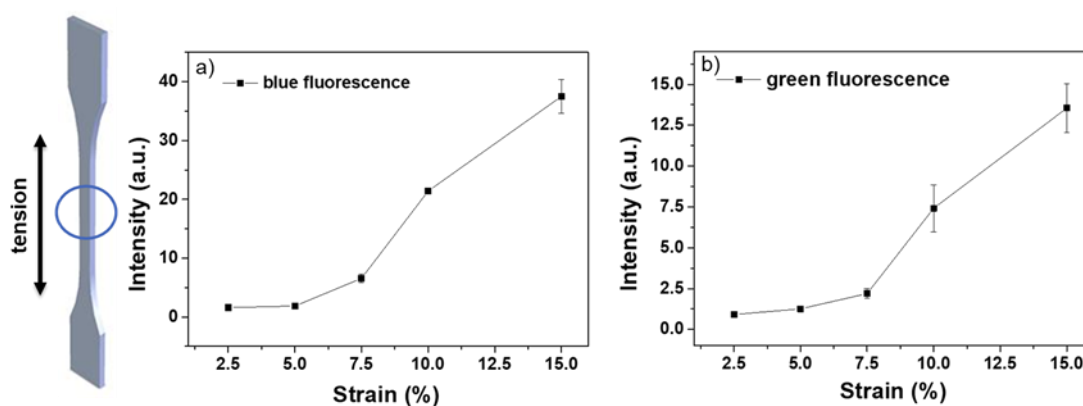 tension
a)
blue fluorescence
Intensity (a.u.)
40
30
20
10
0
2.5 5.0 7.5 10.0 12.5 15.0
Strain (%)
b)
green fluorescence
Intensity (a.u.)
15.0
12.5
10.0
7.5
5.0
2.5
0.0
2.5 5.0 7.5 10.0 12.5 15.0
Strain (%)